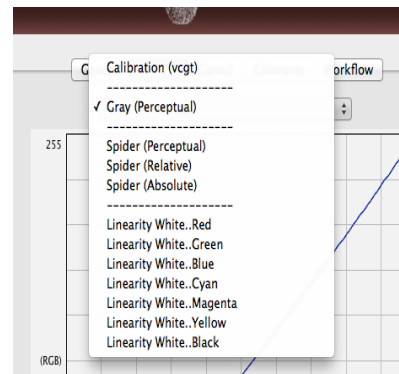 G
Calibration (vcgt)
orkflow
--------------------
✓ Gray (Perceptual)
--------------------
255
Spider (Perceptual)
Spider (Relative)
Spider (Absolute)
--------------------
Linearity White..Red
Linearity White..Green
Linearity White..Blue
Linearity White..Cyan
Linearity White..Magenta
Linearity White..Yellow
Linearity White..Black
(RGB)